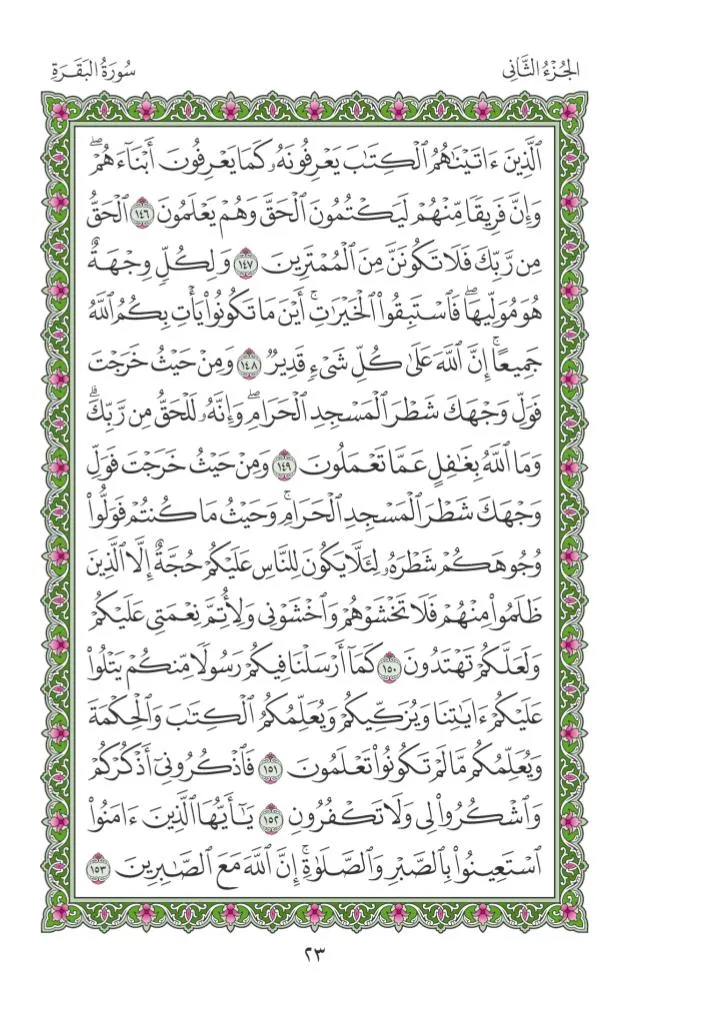 الجُزْءُ الثَّانِي
سُورَةُ البَقَرَةِ
ٱلَّذِينَ ءَاتَيۡنَٰهُمُ ٱلۡكِتَٰبَ يَعۡرِفُونَهُۥ كَمَا يَعۡرِفُونَ أَبۡنَآءَهُمۡۖ
وَإِنَّ فَرِيقٗا مِّنۡهُمۡ لَيَكۡتُمُونَ ٱلۡحَقَّ وَهُمۡ يَعۡلَمُونَ ١٤٦ ٱلۡحَقُّ
مِن رَّبِّكَ فَلَا تَكُونَنَّ مِنَ ٱلۡمُمۡتَرِينَ ١٤٧ وَلِكُلّٖ وِجۡهَةٌ
هُوَ مُوَلِّيهَاۖ فَٱسۡتَبِقُواْ ٱلۡخَيۡرَٰتِۚ أَيۡنَ مَا تَكُونُواْ يَأۡتِ بِكُمُ ٱللَّهُ
جَمِيعًاۚ إِنَّ ٱللَّهَ عَلَىٰ كُلِّ شَيۡءٖ قَدِيرٞ ١٤٨ وَمِنۡ حَيۡثُ خَرَجۡتَ
فَوَلِّ وَجۡهَكَ شَطۡرَ ٱلۡمَسۡجِدِ ٱلۡحَرَامِۖ وَإِنَّهُۥ لَلۡحَقُّ مِن رَّبِّكَۗ
وَمَا ٱللَّهُ بِغَٰفِلٍ عَمَّا تَعۡمَلُونَ ١٤٩ وَمِنۡ حَيۡثُ خَرَجۡتَ فَوَلِّ
وَجۡهَكَ شَطۡرَ ٱلۡمَسۡجِدِ ٱلۡحَرَامِۚ وَحَيۡثُ مَا كُنتُمۡ فَوَلُّواْ
وُجُوهَكُمۡ شَطۡرَهُۥ لِئَلَّا يَكُونَ لِلنَّاسِ عَلَيۡكُمۡ حُجَّةٌ إِلَّا ٱلَّذِينَ
ظَلَمُواْ مِنۡهُمۡ فَلَا تَخۡشَوۡهُمۡ وَٱخۡشَوۡنِي وَلِأُتِمَّ نِعۡمَتِي عَلَيۡكُمۡ
وَلَعَلَّكُمۡ تَهۡتَدُونَ ١٥٠ كَمَآ أَرۡسَلۡنَا فِيكُمۡ رَسُولٗا مِّنكُمۡ يَتۡلُواْ
عَلَيۡكُمۡ ءَايَٰتِنَا وَيُزَكِّيكُمۡ وَيُعَلِّمُكُمُ ٱلۡكِتَٰبَ وَٱلۡحِكۡمَةَ
وَيُعَلِّمُكُم مَّا لَمۡ تَكُونُواْ تَعۡلَمُونَ ١٥١ فَٱذۡكُرُونِيٓ أَذۡكُرۡكُمۡ
وَٱشۡكُرُواْ لِي وَلَا تَكۡفُرُونِ ١٥٢ يَٰٓأَيُّهَا ٱلَّذِينَ ءَامَنُواْ
ٱسۡتَعِينُواْ بِٱلصَّبۡرِ وَٱلصَّلَوٰةِۚ إِنَّ ٱللَّهَ مَعَ ٱلصَّٰبِرِينَ ١٥٣
٢٣